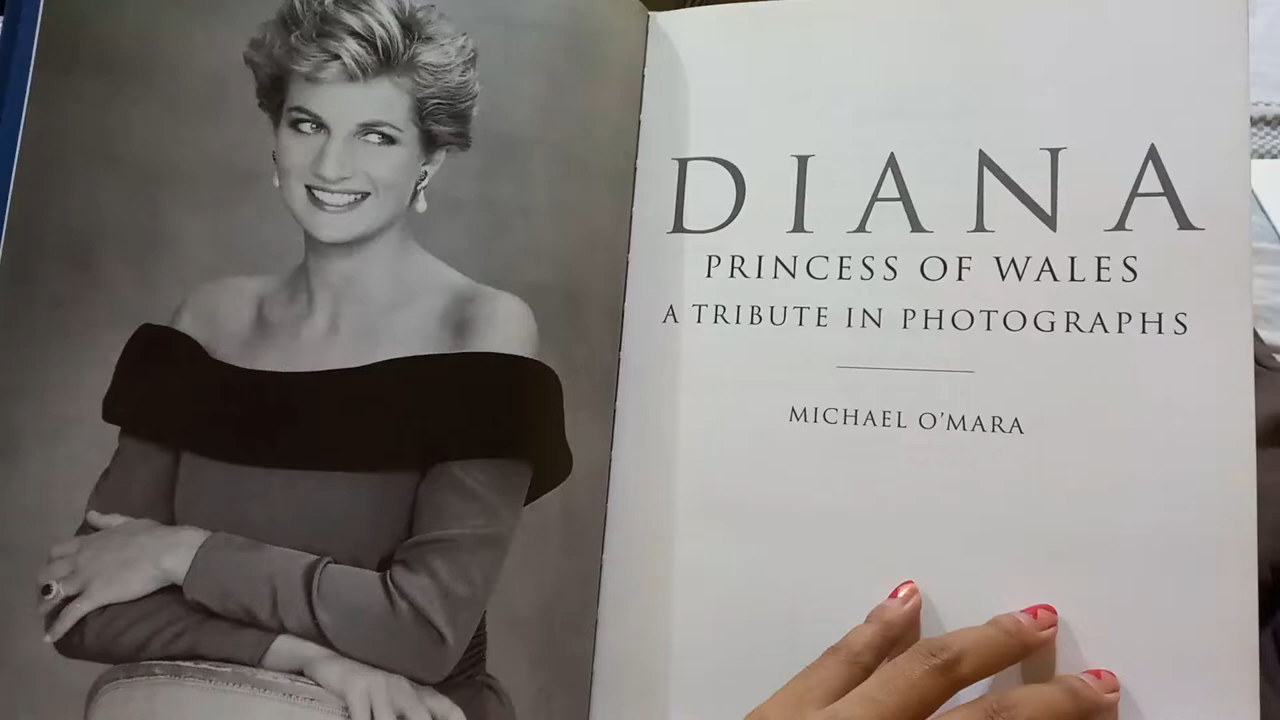 DIANA
PRINCESS OF WALES
A TRIBUTE IN PHOTOGRAPHS
MICHAEL O'MARA